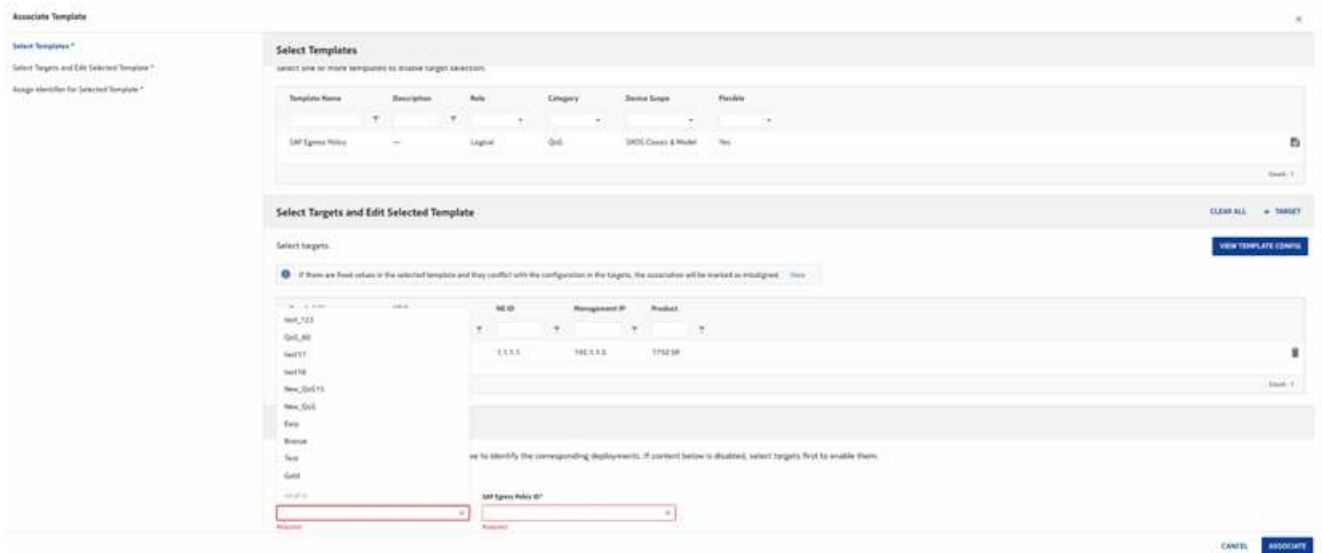 Associate Template
Select Templates *
Select Targets and Edit Selected Template *
Assign Identifier for Selected Template *
Select Templates
Select one or more templates to enable target selection.
Template Name Description Role Category Device Scope Flexible
SAP Egress Policy — Logical QoS SROS Classic & Model Yes
Count: 1
Select Targets and Edit Selected Template
CLEAR ALL + TARGET
Select targets.
VIEW TEMPLATE CONFIG
If there are fixed values in the selected template and they conflict with the configuration in the targets, the association will be marked as misaligned.
NE ID Management IP Product
1.1.1.1 7750 SR
Count: 1
test_123
QoS_80
test17
test16
New_QoS15
New_QoS
Easy
Bronze
Test
Gold
to identify the corresponding deployments. If content below is disabled, select targets first to enable them.
SAP Egress Policy ID*
Required Required
CANCEL ASSOCIATE